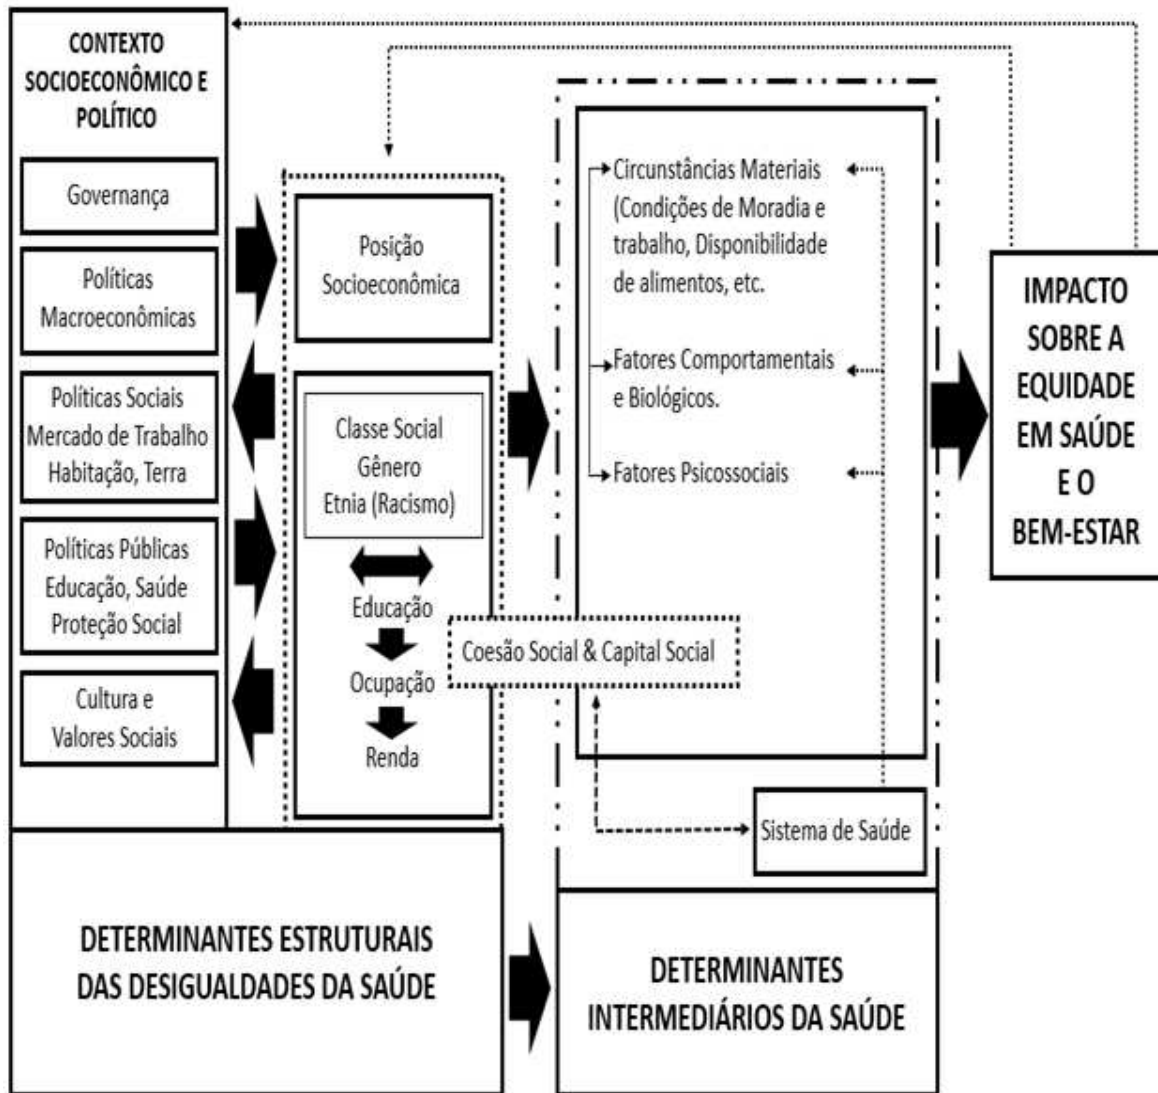 CONTEXTO
SOCIOECONÔMICO E
POLÍTICO
Governança
Políticas
Macroeconômicas
Políticas Sociais
Mercado de Trabalho
Habitação, Terra
Políticas Públicas
Educação, Saúde
Proteção Social
Cultura e
Valores Sociais
Posição
Socioeconômica
Classe Social
Gênero
Etnia (Racismo)
Educação
Ocupação
Renda
Coesão Social & Capital Social
Circunstâncias Materiais
(Condições de Moradia e
trabalho, Disponibilidade
de alimentos, etc.
Fatores Comportamentais
e Biológicos.
Fatores Psicossociais
Sistema de Saúde
IMPACTO
SOBRE A
EQUIDADE
EM SAÚDE
E O
BEM-ESTAR
DETERMINANTES ESTRUTURAIS
DAS DESIGUALDADES DA SAÚDE
DETERMINANTES
INTERMEDIÁRIOS DA SAÚDE